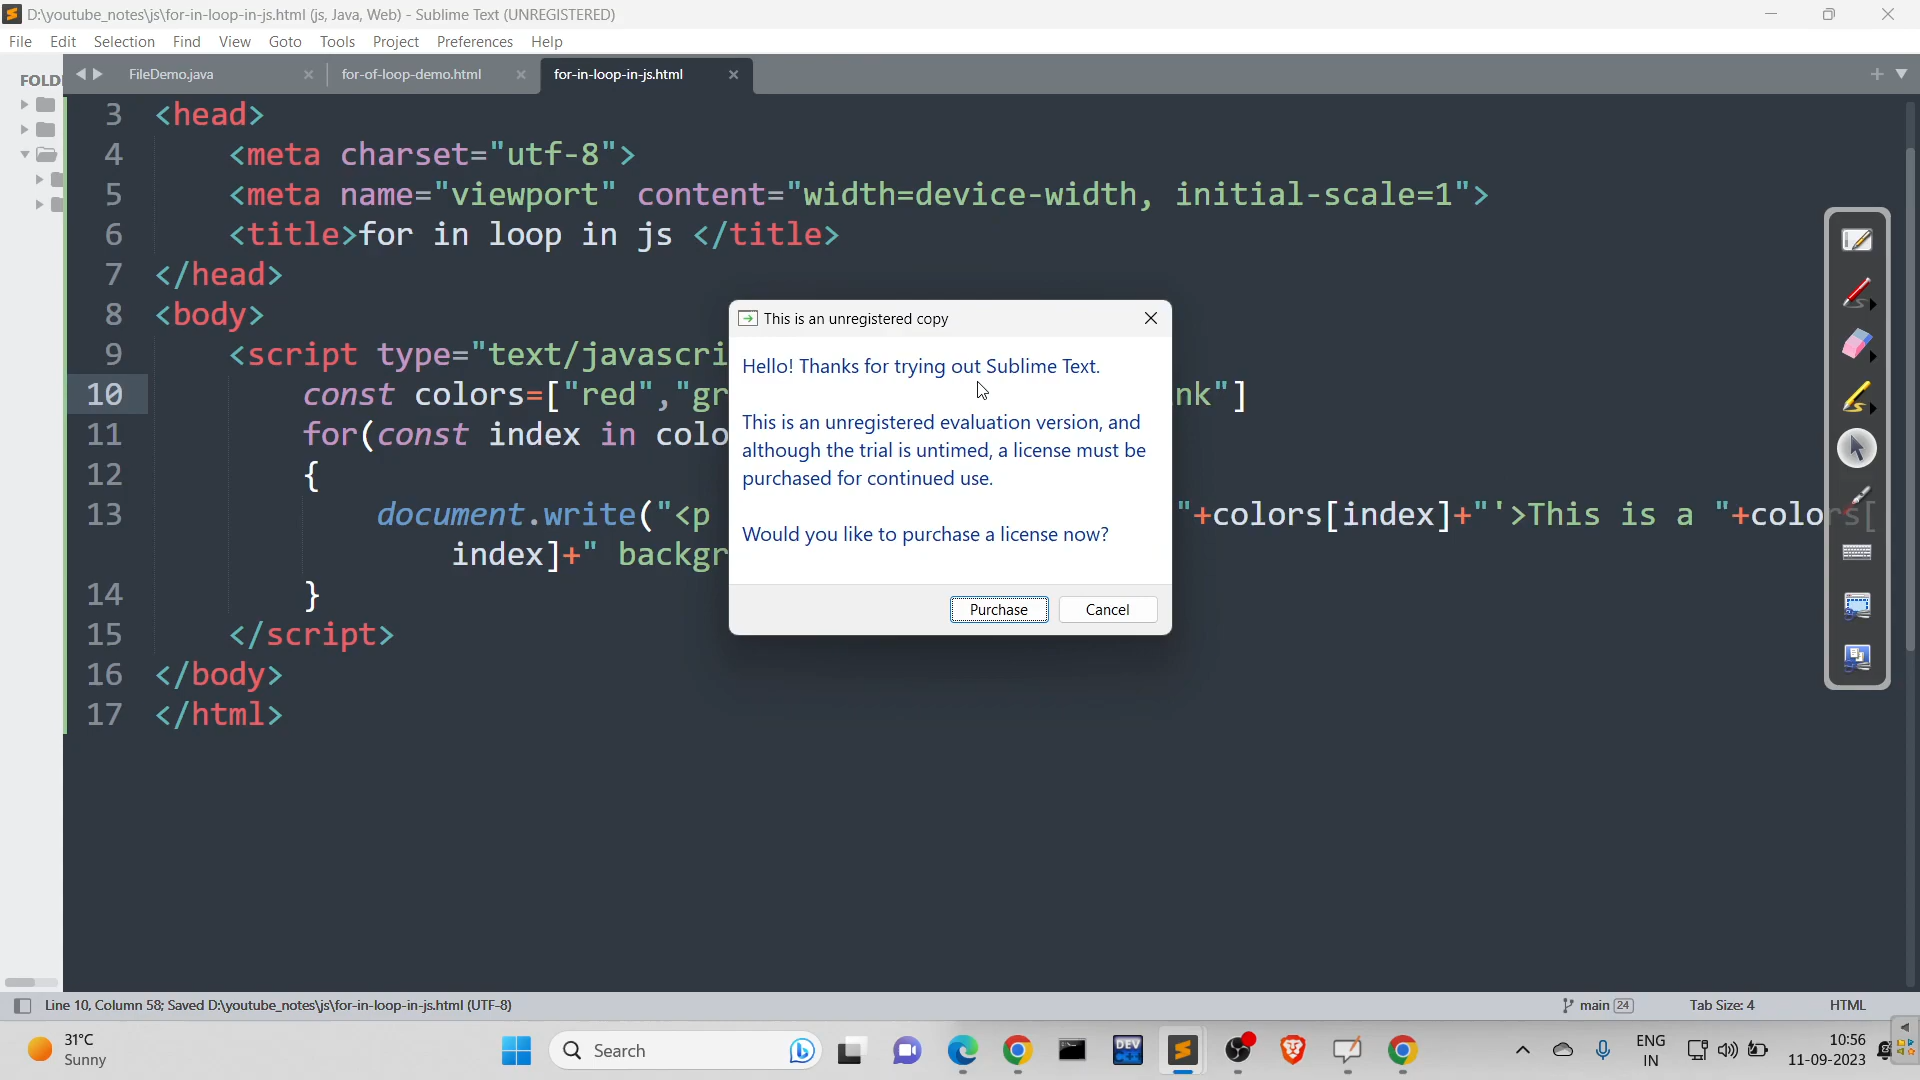 D:\youtube_notes\js\for-in-loop-in-js.html (js, Java, Web) - Sublime Text (UNREGISTERED)
File Edit Selection Find View Goto Tools Project Preferences Help
FOLD
FileDemo.java
for-of-loop-demo.html
for-in-loop-in-js.html
3 <head>
4 <meta charset="utf-8">
5 <meta name="viewport" content="width=device-width, initial-scale=1">
6 <title>for in loop in js </title>
7 </head>
8 <body>
9 <script type="text/javascri
10 const colors=["red","gr nk"]
11 for(const index in colo
12 {
13 document.write("<p "+colors[index]+"'>This is a "+colors[
index]+" backgr
14 }
15 </script>
16 </body>
17 </html>
This is an unregistered copy
Hello! Thanks for trying out Sublime Text.
This is an unregistered evaluation version, and
although the trial is untimed, a license must be
purchased for continued use.
Would you like to purchase a license now?
Purchase
Cancel
Line 10, Column 58; Saved D:\youtube_notes\js\for-in-loop-in-js.html (UTF-8)
main 24
Tab Size: 4
HTML
31°C
Sunny
Search
DEV
ENG
IN
10:56
11-09-2023